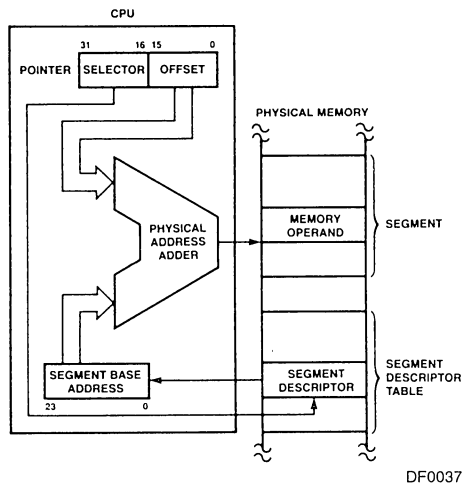 CPU
31 16 15 0
POINTER SELECTOR OFFSET
PHYSICAL MEMORY
PHYSICAL
ADDRESS
ADDER
MEMORY
OPERAND
SEGMENT
SEGMENT BASE
ADDRESS
23 0
SEGMENT
DESCRIPTOR
SEGMENT
DESCRIPTOR
TABLE
DF0037